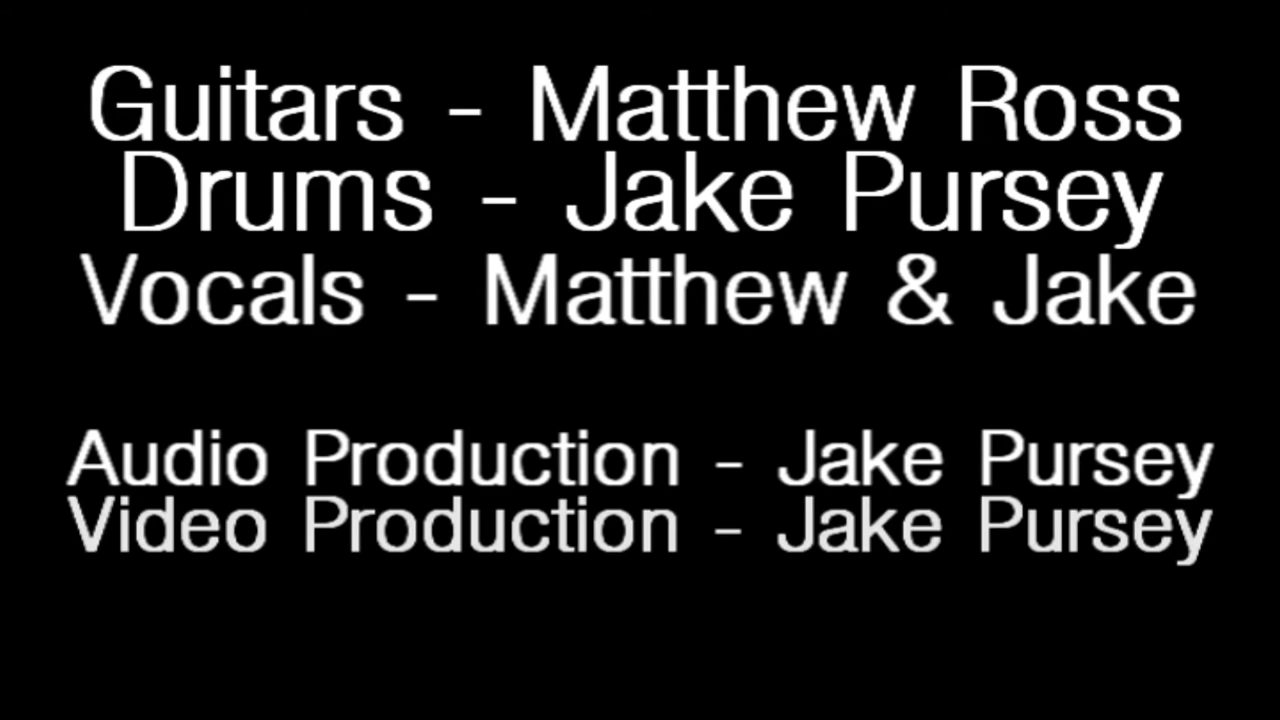 Guitars - Matthew Ross
Drums - Jake Pursey
Vocals - Matthew & Jake
Audio Production - Jake Pursey
Video Production - Jake Pursey